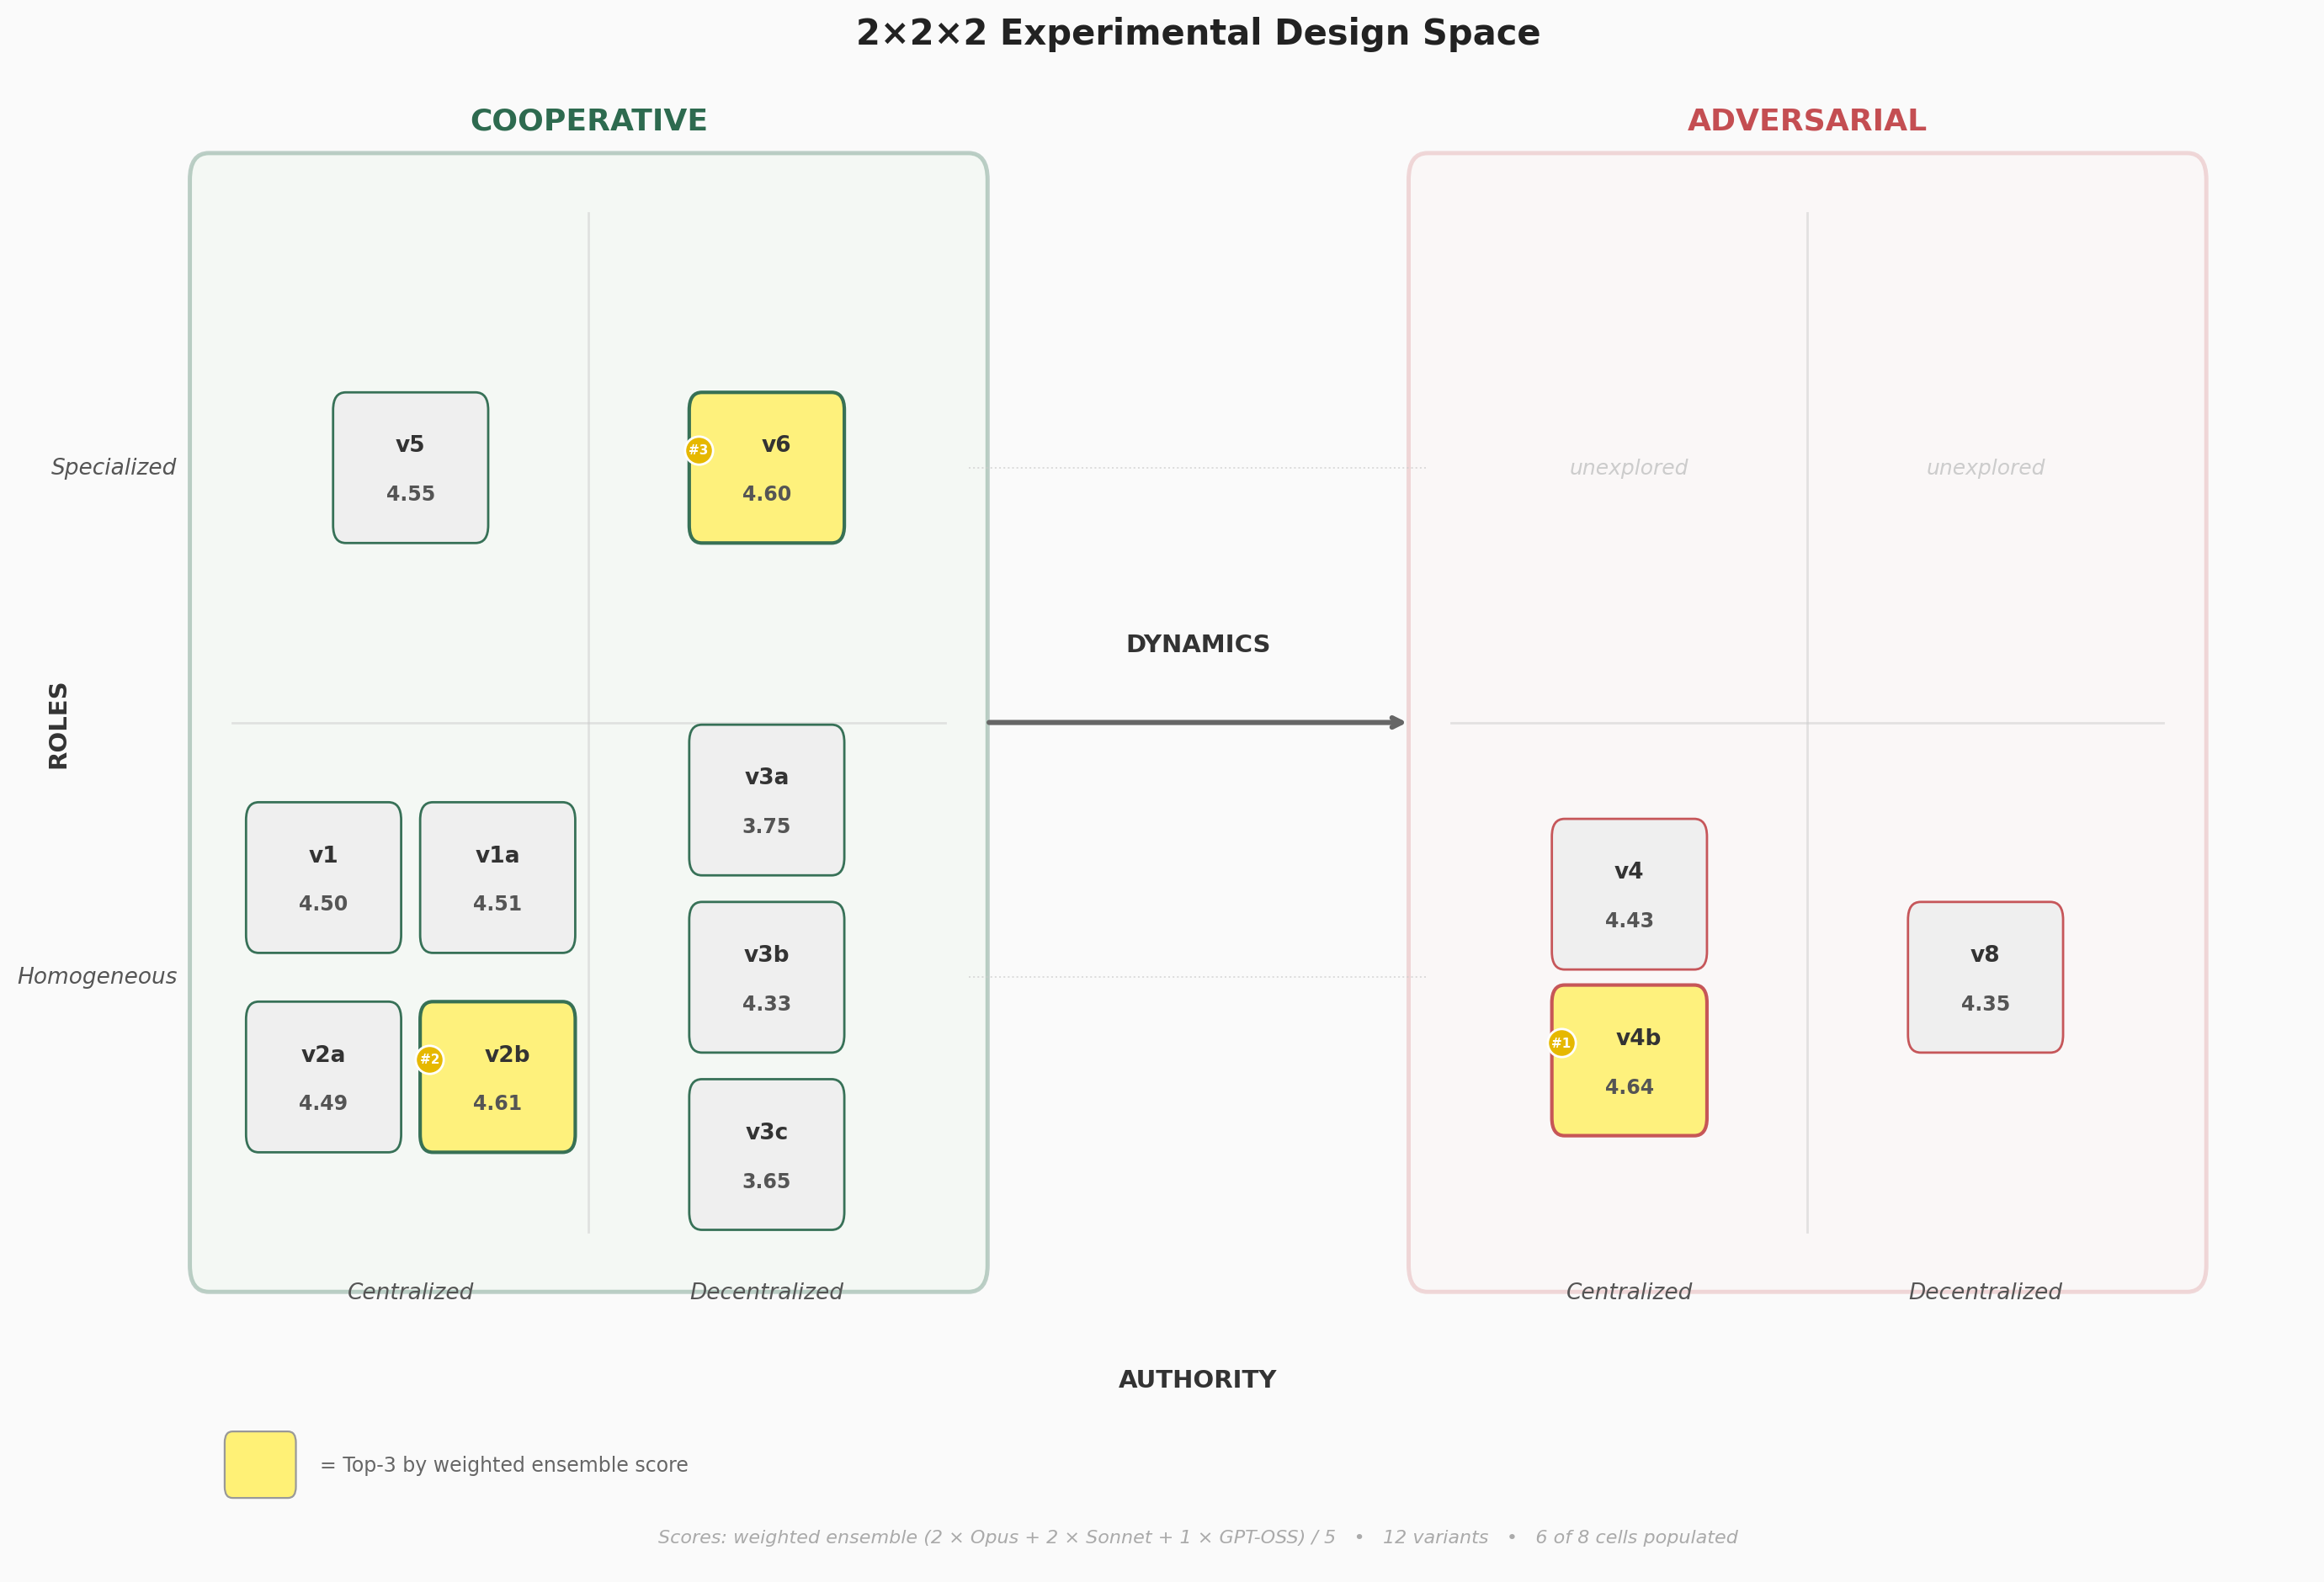 2×2×2 Experimental Design Space
COOPERATIVE
ADVERSARIAL
v5
4.55
#3
v6
4.60
Specialized
unexplored
unexplored
DYNAMICS
ROLES
v3a
3.75
v1
4.50
v1a
4.51
v4
4.43
v3b
4.33
v8
4.35
Homogeneous
v2a
4.49
#2
v2b
4.61
#1
v4b
4.64
v3c
3.65
Centralized
Decentralized
Centralized
Decentralized
AUTHORITY
= Top-3 by weighted ensemble score
Scores: weighted ensemble (2 × Opus + 2 × Sonnet + 1 × GPT-OSS) / 5 • 12 variants • 6 of 8 cells populated